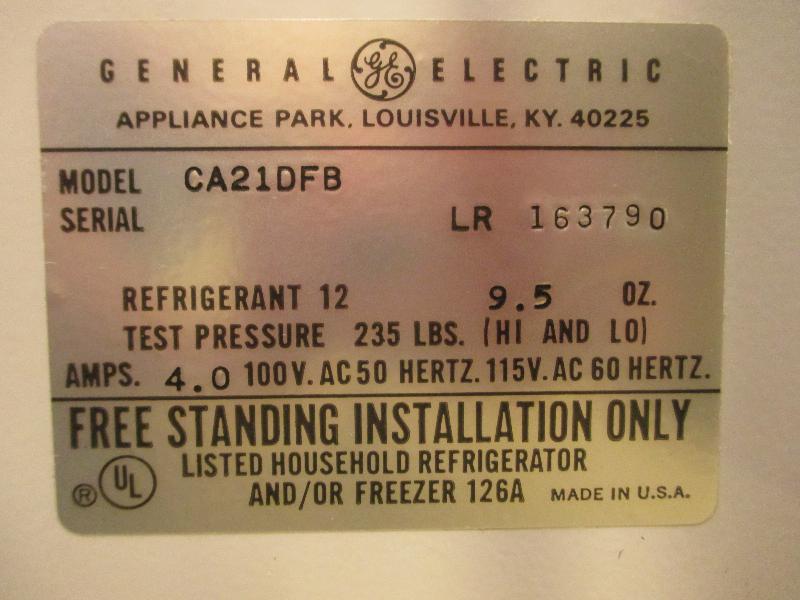 GENERAL GE ELECTRIC
APPLIANCE PARK, LOUISVILLE, KY. 40225
MODEL CA21DFB
SERIAL LR 163790
REFRIGERANT 12 9.5 OZ.
TEST PRESSURE 235 LBS. (HI AND LO)
AMPS. 4.0 100V. AC 50 HERTZ. 115V. AC 60 HERTZ.
FREE STANDING INSTALLATION ONLY
® UL LISTED HOUSEHOLD REFRIGERATOR
AND/OR FREEZER 126A MADE IN U.S.A.